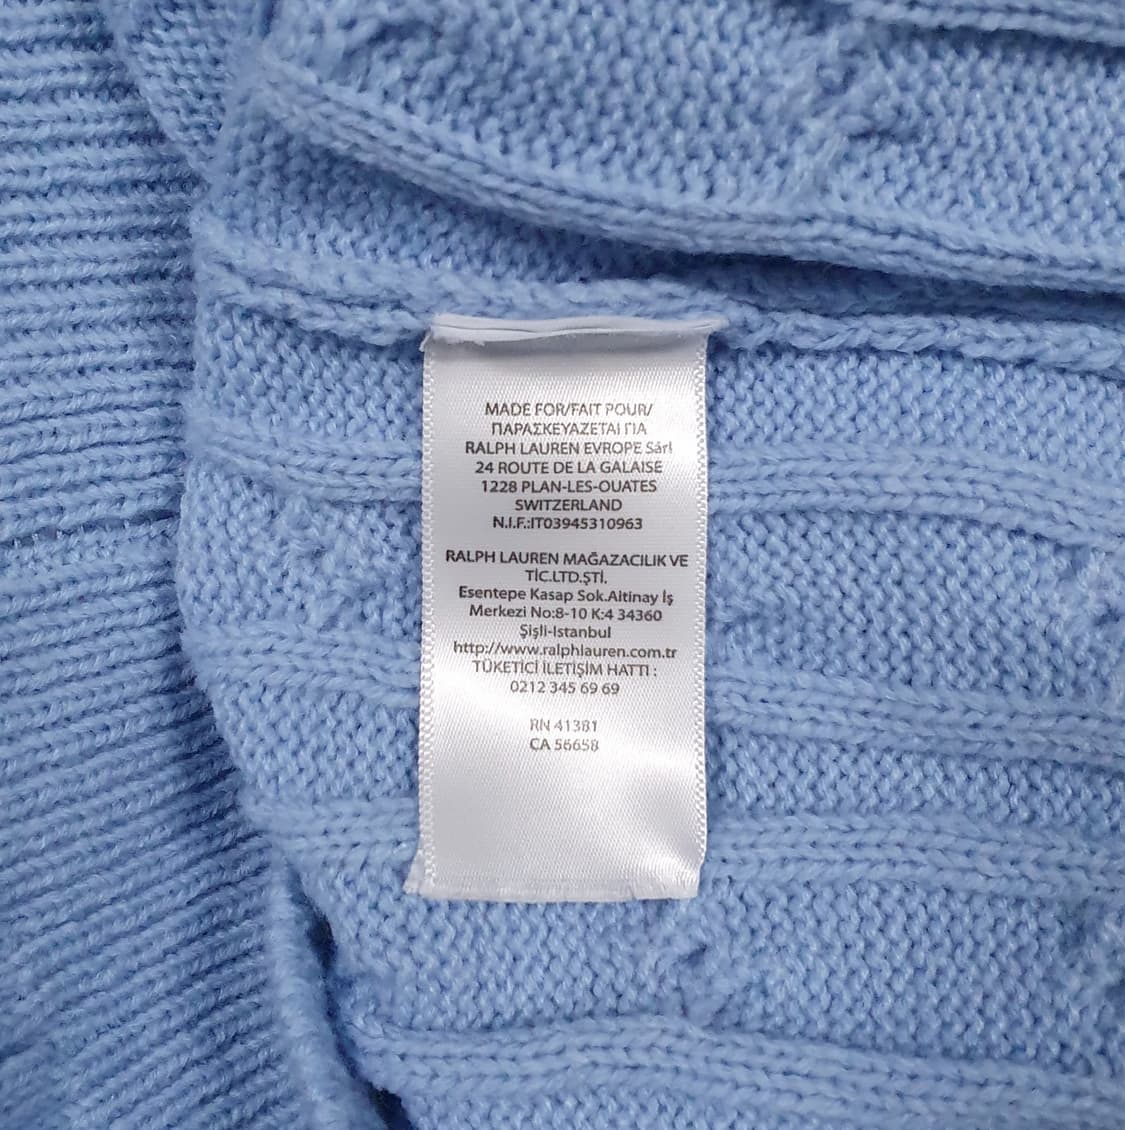 MADE FOR/FAIT POUR/
ΠΑΡΑΣΚΕΥΑΖΕΤΑΙ ΓΙΑ
RALPH LAUREN EVROPE Sárl
24 ROUTE DE LA GALAISE
1228 PLAN-LES-OUATES
SWITZERLAND
N.I.F.:IT03945310963
RALPH LAUREN MAĞAZACILIK VE
TİC.LTD.ŞTİ.
Esentepe Kasap Sok.Altinay İş
Merkezi No:8-10 K:4 34360
Şişli-Istanbul
http://www.ralphlauren.com.tr
TÜKETİCİ İLETİŞİM HATTI :
0212 345 69 69
RN 41381
CA 56658